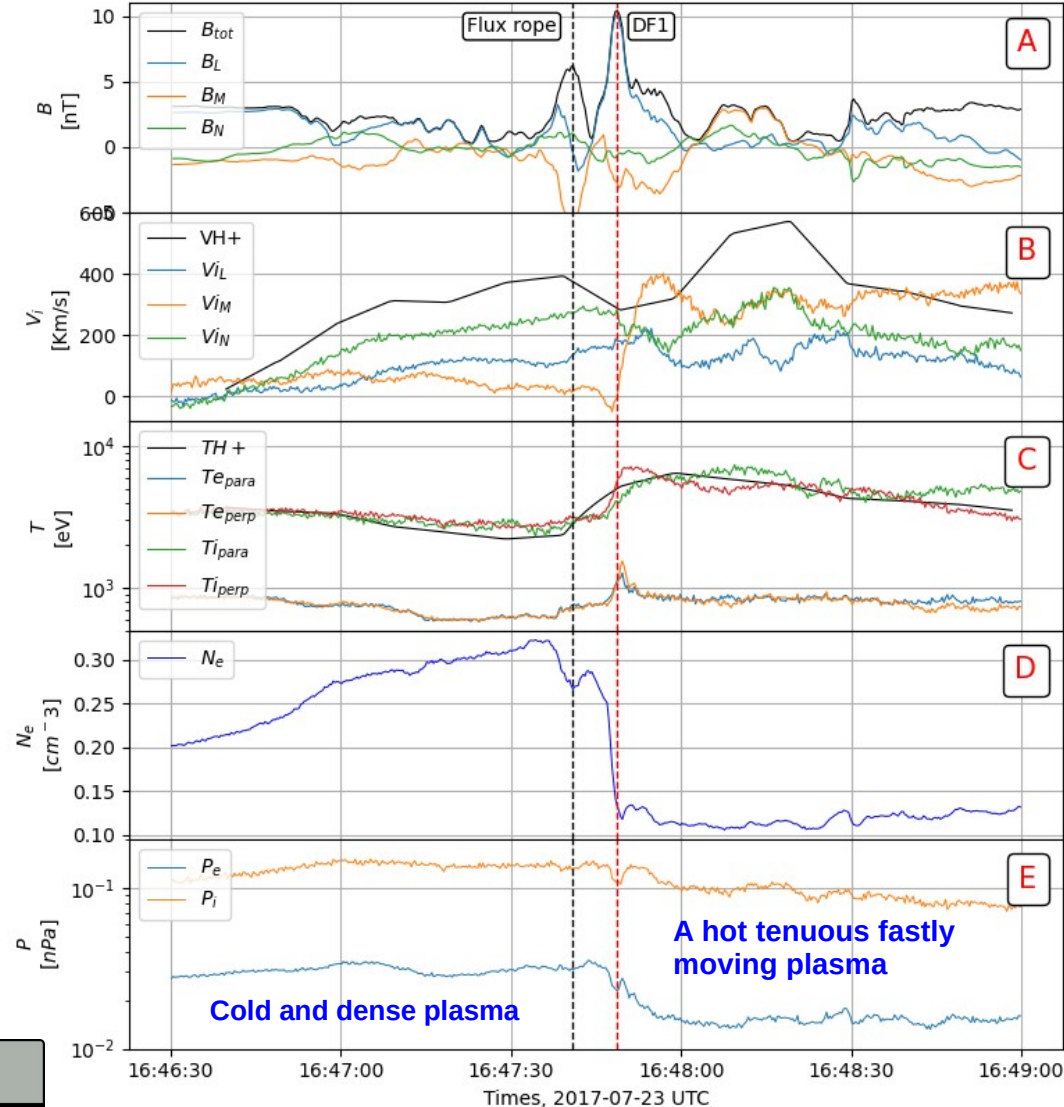 Flux rope
DF1
A
B_tot
B_L
B_M
B_N
10
5
0
B
[nT]
B
VH+
Vi_L
Vi_M
Vi_N
600
400
200
0
V_i
[Km/s]
C
TH+
Te_para
Te_perp
Ti_para
Ti_perp
10^4
10^3
T
[eV]
D
N_e
0.30
0.25
0.20
0.15
0.10
N_e
[cm^-3]
E
P_e
P_i
10^-1
10^-2
P
[nPa]
A hot tenuous fastly
moving plasma
Cold and dense plasma
16:46:30 16:47:00 16:47:30 16:48:00 16:48:30 16:49:00
Times, 2017-07-23 UTC